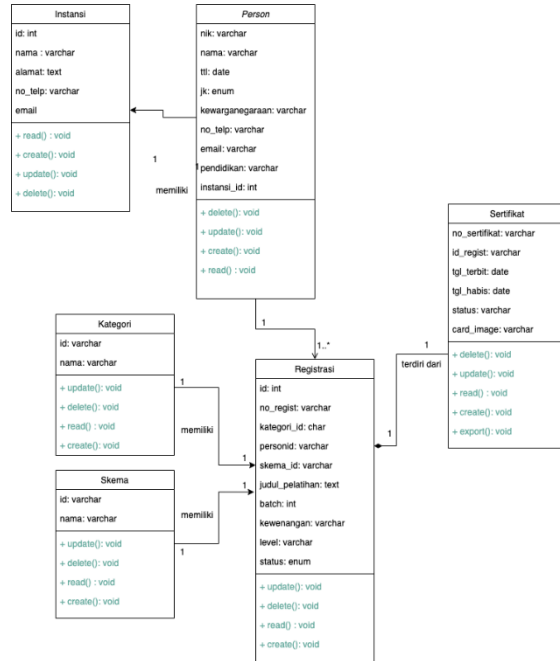 Instansi
id: int
nama : varchar
alamat: text
no_telp: varchar
email
+ read() : void
+ create(): void
+ update(): void
+ delete(): void
Person
nik: varchar
nama: varchar
ttl: date
jk: enum
kewarganegaraan: varchar
no_telp: varchar
email: varchar
pendidikan: varchar
instansi_id: int
+ delete(): void
+ update(): void
+ create(): void
+ read(): void
1
1
memiliki
1
1..*
Sertifikat
no_sertifikat: varchar
id_regist: varchar
tgl_terbit: date
tgl_habis: date
status: varchar
card_image: varchar
+ delete(): void
+ update(): void
+ read(): void
+ create(): void
+ export(): void
1
terdiri dari
1
Kategori
id: varchar
nama: varchar
+ update(): void
+ delete(): void
+ read() : void
+ create(): void
1
memiliki
1
Skema
id: varchar
nama: varchar
+ update(): void
+ delete(): void
+ read() : void
+ create(): void
memiliki
1
1
Registrasi
id: int
no_regist: varchar
kategori_id: char
personid: varchar
skema_id: varchar
judul_pelatihan: text
batch: int
kewenangan: varchar
level: varchar
status: enum
+ update(): void
+ delete(): void
+ read() : void
+ create(): void